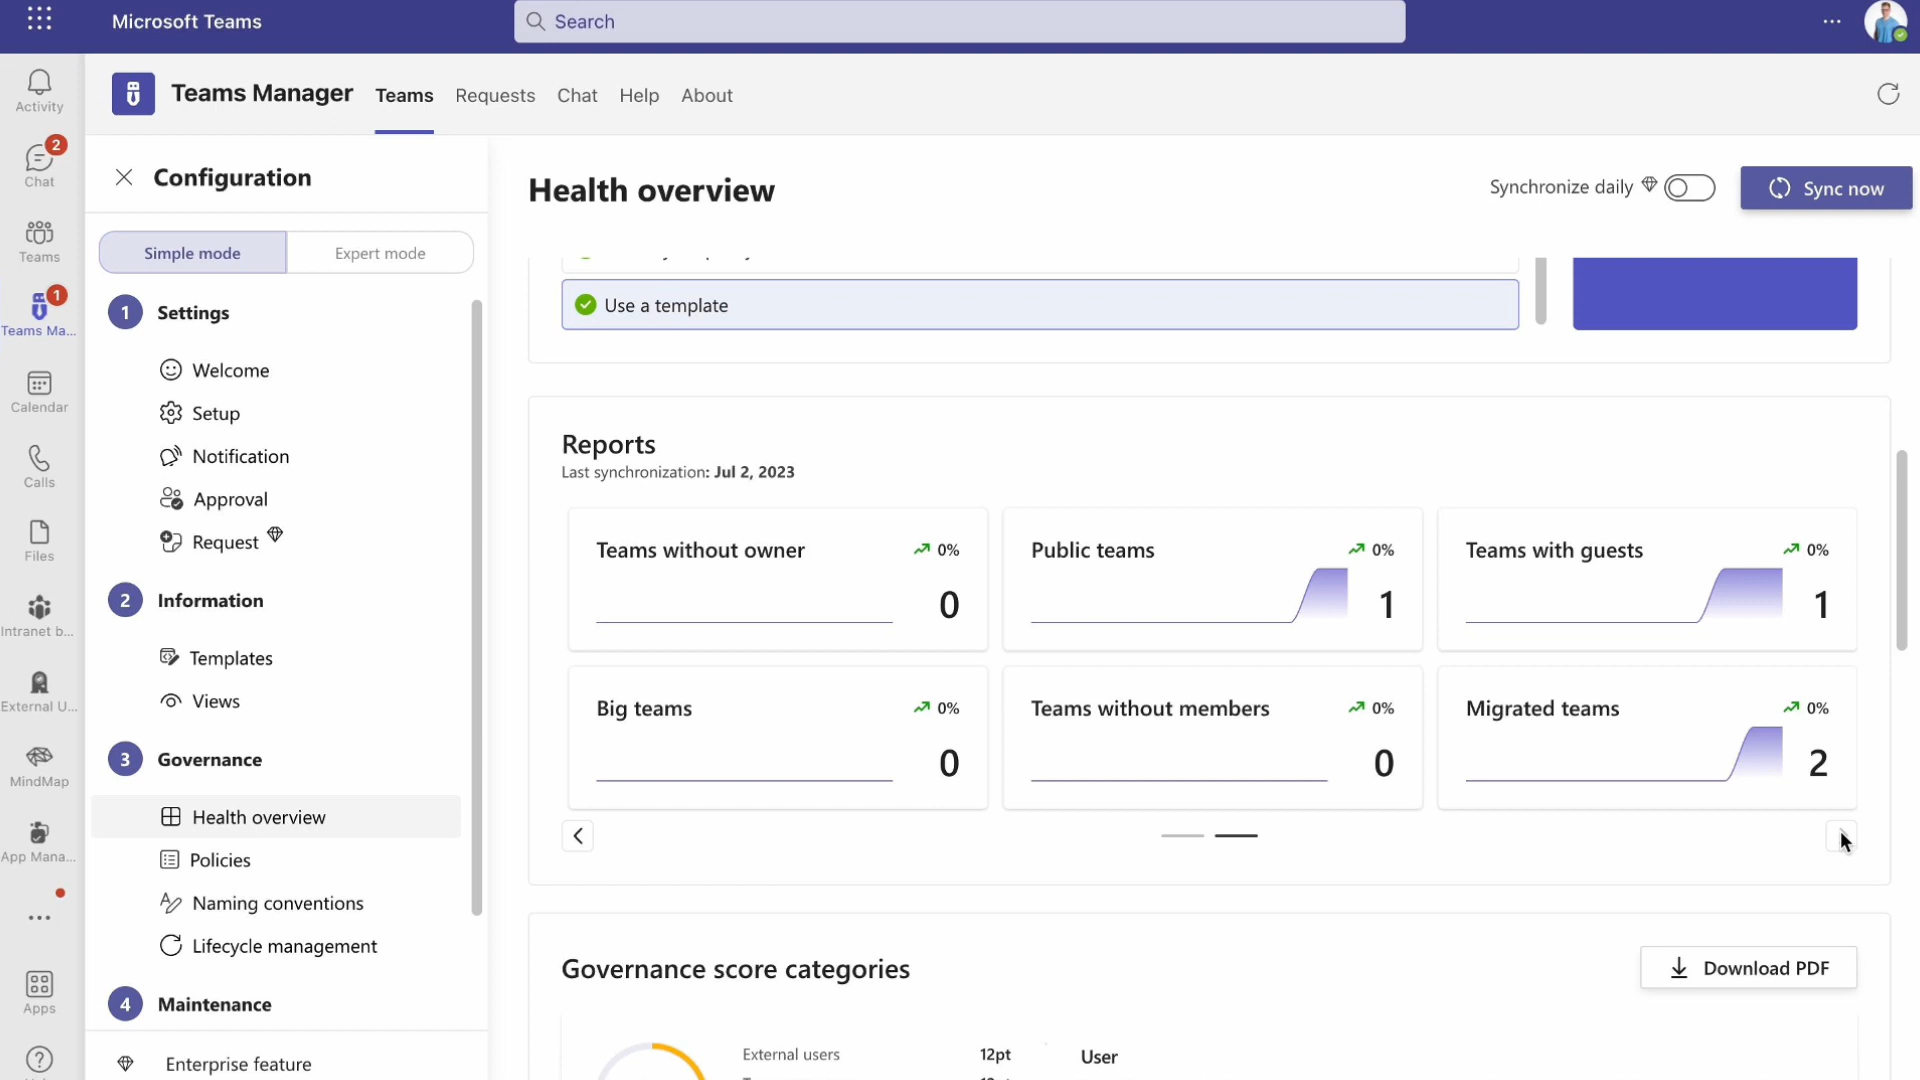 Microsoft Teams
Search
Teams Manager
Teams
Requests
Chat
Help
About
Activity
2
Chat
Teams
1
Teams Ma...
Calendar
Calls
Files
Intranet b...
External U...
MindMap
App Mana...
Apps
Configuration
Simple mode
Expert mode
1 Settings
Welcome
Setup
Notification
Approval
Request
2 Information
Templates
Views
3 Governance
Health overview
Policies
Naming conventions
Lifecycle management
4 Maintenance
Enterprise feature
Health overview
Synchronize daily
Sync now
Use a template
Reports
Last synchronization: Jul 2, 2023
Teams without owner 0%
0
Public teams 0%
1
Teams with guests 0%
1
Big teams 0%
0
Teams without members 0%
0
Migrated teams 0%
2
Governance score categories
Download PDF
External users 12pt
User